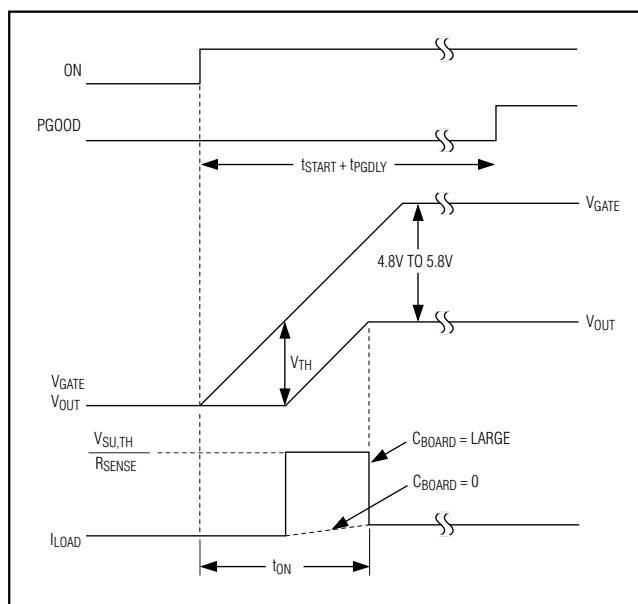 ON
PGOOD
tSTART + tPGDLY
VGATE
4.8V TO 5.8V
VOUT
VTH
VGATE
VOUT
VSU,TH
RSENSE
CBOARD = LARGE
CBOARD = 0
ILOAD
tON